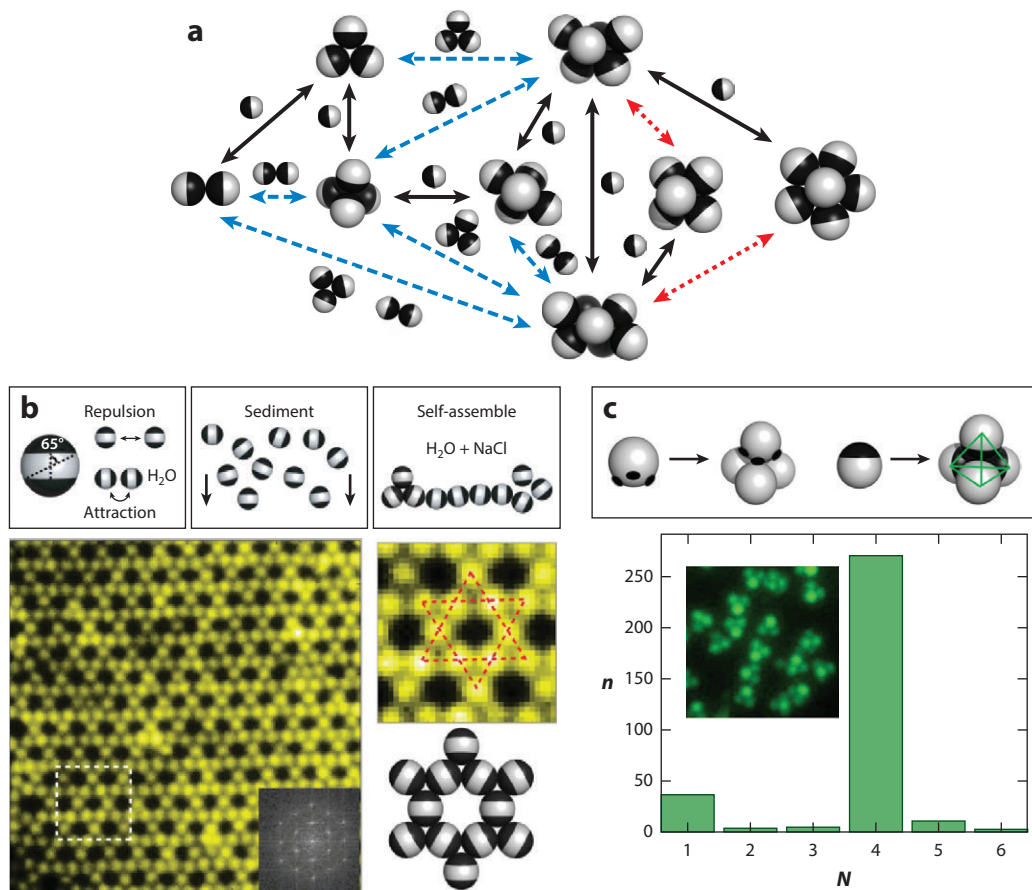 a
b
Repulsion
65°
H₂O
Attraction
Sediment
Self-assemble
H₂O + NaCl
c
n
250
200
150
100
50
0
1 2 3 4 5 6
N